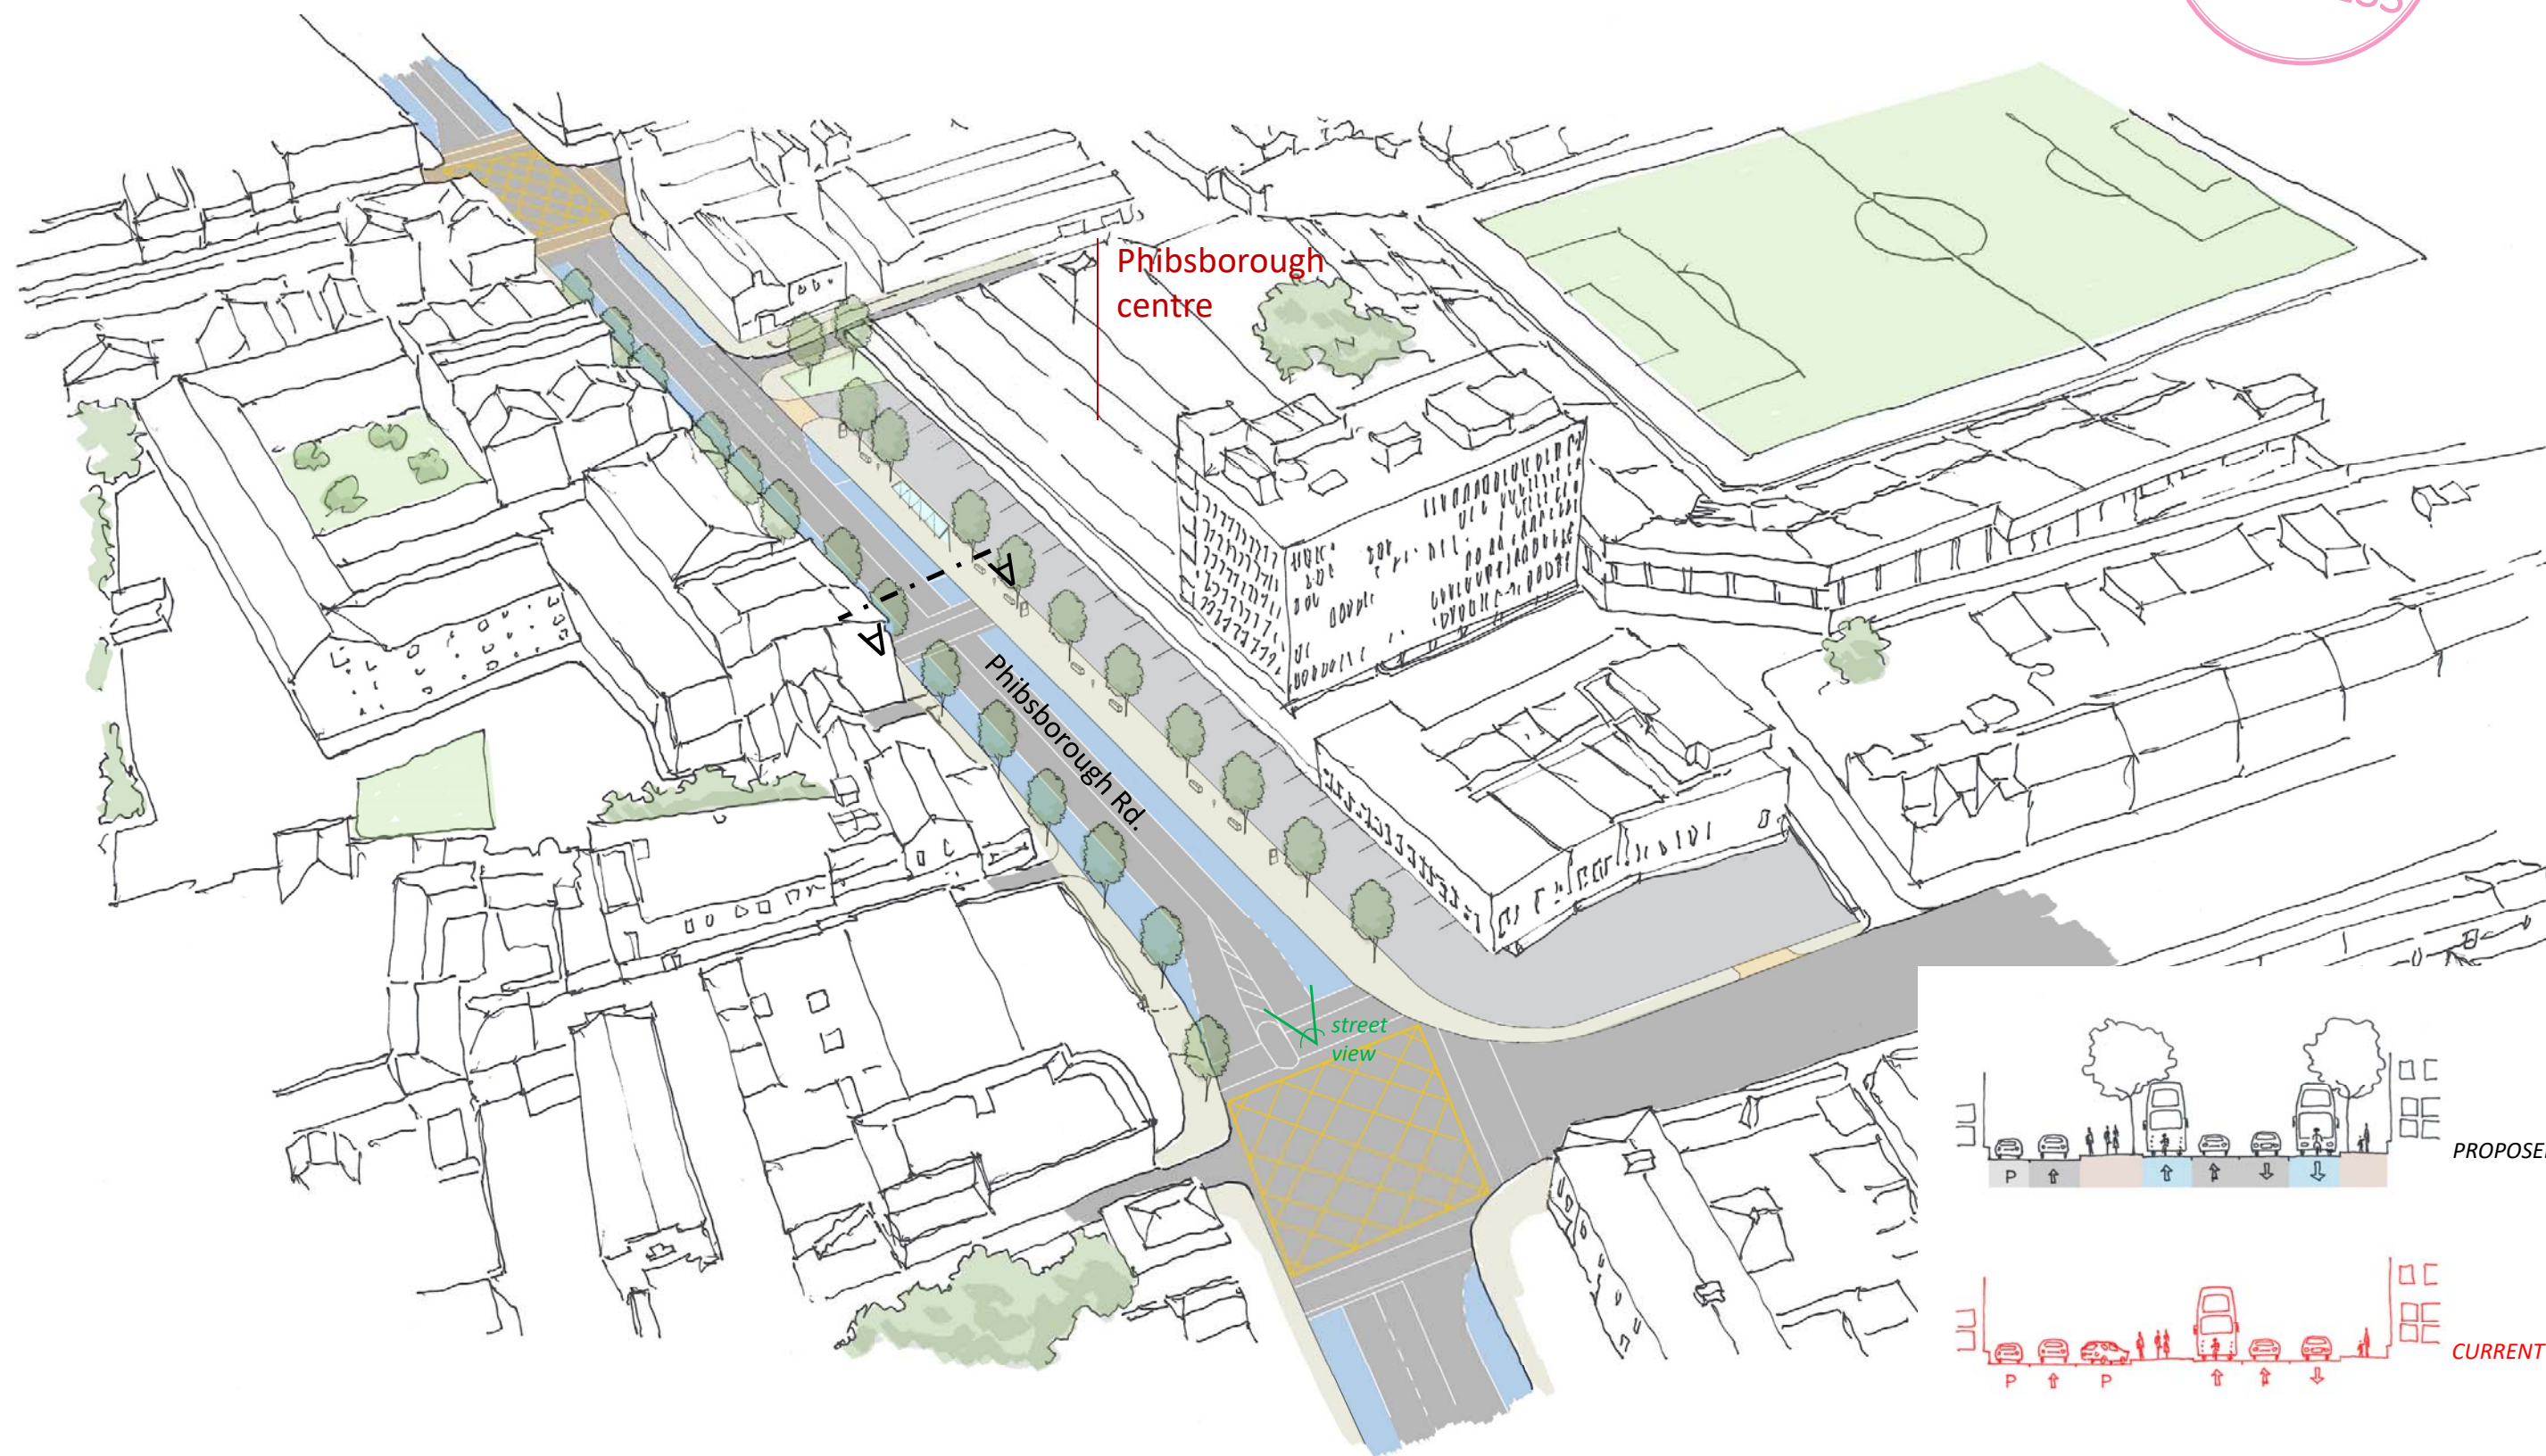 Phibsborough
centre
A
A
Phibsborough Rd.
street
view
P
PROPOSE
P
P
CURRENT